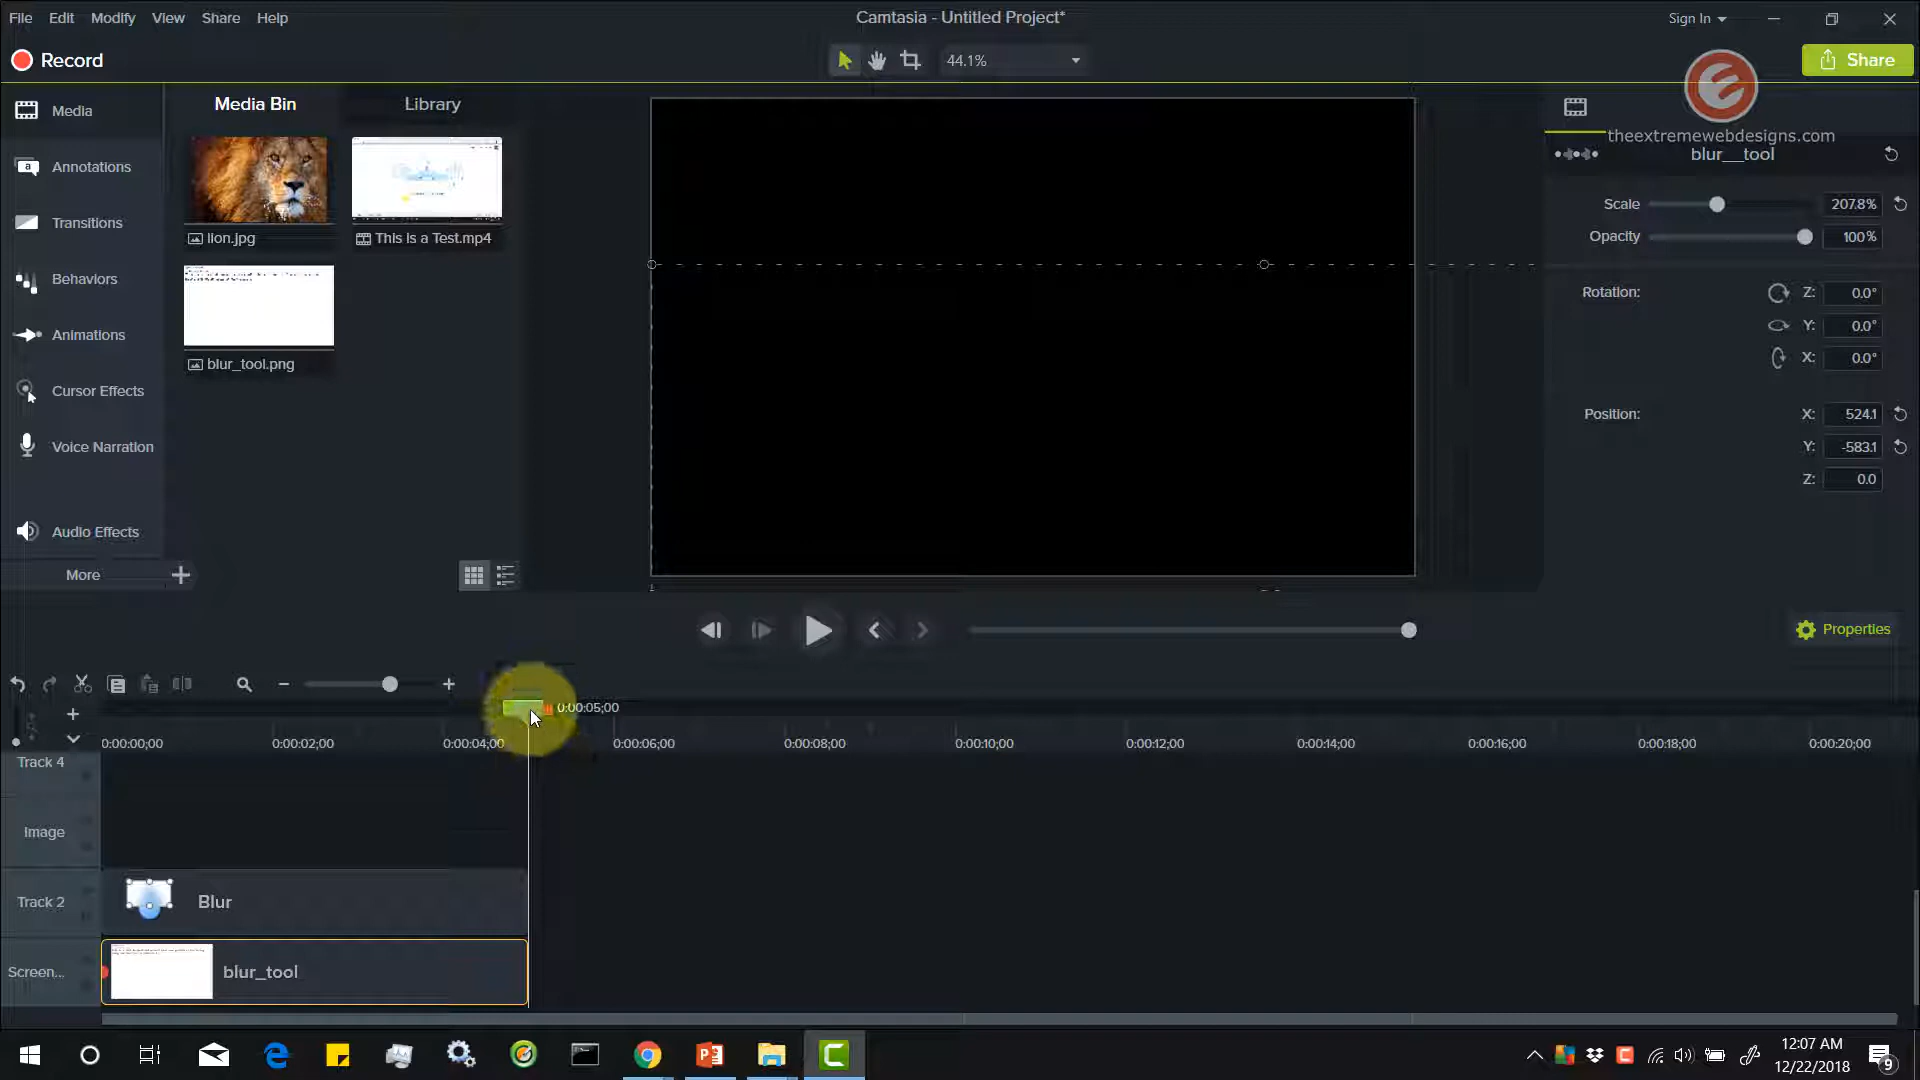 File Edit Modify View Share Help
Camtasia - Untitled Project*
Sign In
Record
44.1%
Share
Media
Media Bin
Library
theextremewebdesigns.com
blur__tool
Annotations
Scale
207.8%
Transitions
lion.jpg
This is a Test.mp4
Opacity
100%
Behaviors
Rotation:
Z:
0.0°
Y:
0.0°
Animations
X:
0.0°
blur_tool.png
Cursor Effects
Position:
X:
524.1
Voice Narration
Y:
-583.1
Z:
0.0
Audio Effects
More
Properties
0:00:05;00
0:00:00;00
0:00:02;00
0:00:04;00
0:00:06;00
0:00:08;00
0:00:10;00
0:00:12;00
0:00:14;00
0:00:16;00
0:00:18;00
0:00:20;00
Track 4
Image
Track 2
Blur
Screen...
blur_tool
12:07 AM
12/22/2018
9